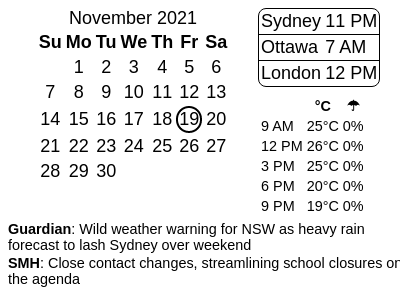 November 2021
Su Mo Tu We Th Fr Sa
1 2 3 4 5 6
7 8 9 10 11 12 13
14 15 16 17 18 19 20
21 22 23 24 25 26 27
28 29 30
Sydney 11 PM
Ottawa 7 AM
London 12 PM
°C ☂
9 AM 25°C 0%
12 PM 26°C 0%
3 PM 25°C 0%
6 PM 20°C 0%
9 PM 19°C 0%
Guardian: Wild weather warning for NSW as heavy rain
forecast to lash Sydney over weekend
SMH: Close contact changes, streamlining school closures on
the agenda